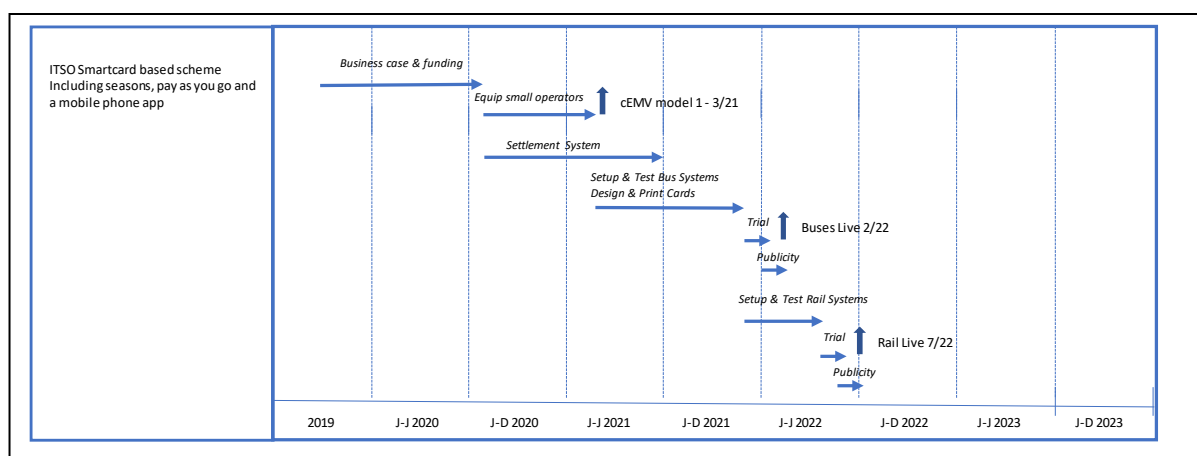 ITSO Smartcard based scheme
Including seasons, pay as you go and
a mobile phone app
Business case & funding
Equip small operators
cEMV model 1 - 3/21
Settlement System
Setup & Test Bus Systems
Design & Print Cards
Trial
Buses Live 2/22
Publicity
Setup & Test Rail Systems
Trial
Rail Live 7/22
Publicity
2019 J-J 2020 J-D 2020 J-J 2021 J-D 2021 J-J 2022 J-D 2022 J-J 2023 J-D 2023